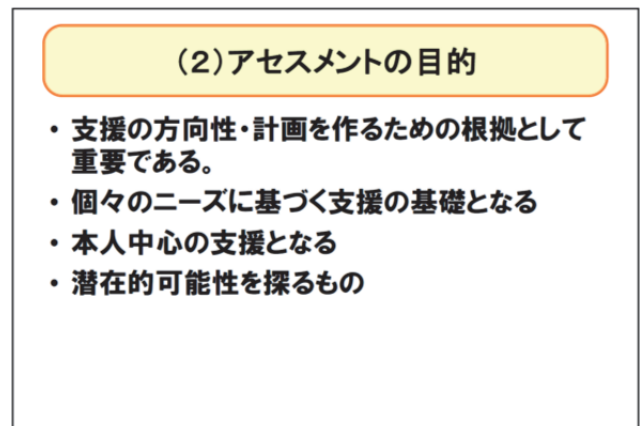 （2）アセスメントの目的
・ 支援の方向性・計画を作るための根拠として
重要である。
・ 個々のニーズに基づく支援の基礎となる
・ 本人中心の支援となる
・ 潜在的可能性を探るもの